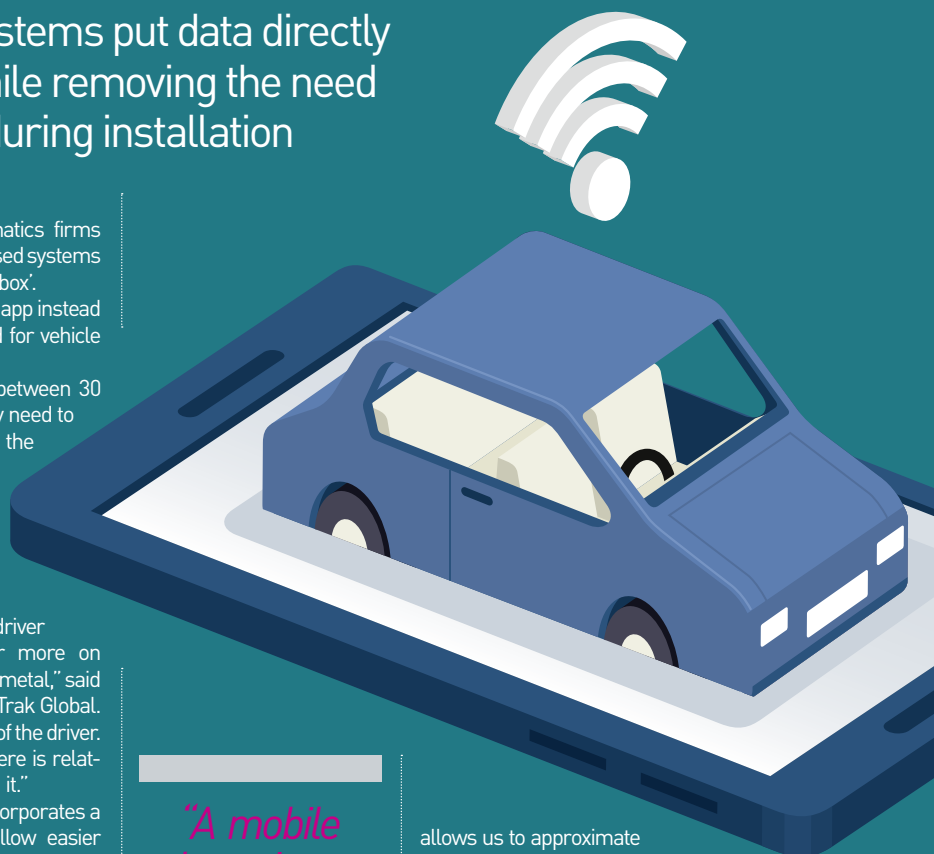 stems put data directly
ile removing the need
during installation
natics firms
sed systems
box’.
app instead
d for vehicle
between 30
y need to
the
driver
r more on
metal,” said
Trak Global.
of the driver.
ere is relat-
it.”
corporates a
llow easier
“A mobile
allows us to approximate